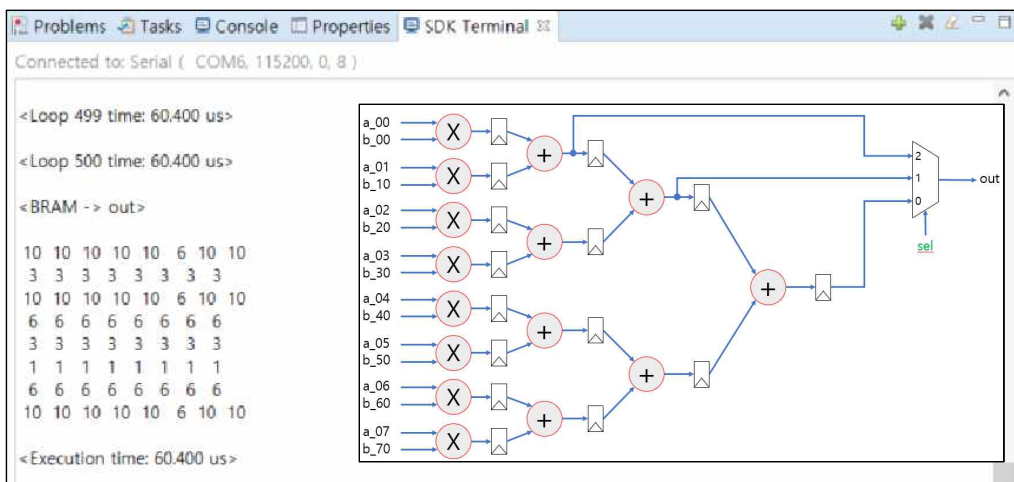 Problems Tasks Console Properties SDK Terminal
Connected to: Serial ( COM6, 115200, 0, 8 )
<Loop 499 time: 60.400 us>
<Loop 500 time: 60.400 us>
<BRAM -> out>
10 10 10 10 10 6 10 10
3 3 3 3 3 3 3 3
10 10 10 10 10 6 10 10
6 6 6 6 6 6 6 6
3 3 3 3 3 3 3 3
1 1 1 1 1 1 1 1
6 6 6 6 6 6 6 6
10 10 10 10 10 6 10 10
<Execution time: 60.400 us>
a_00
b_00
a_01
b_10
a_02
b_20
a_03
b_30
a_04
b_40
a_05
b_50
a_06
b_60
a_07
b_70
X
X
X
X
X
X
X
X
+
+
+
+
+
+
+
2
1
0
out
sel